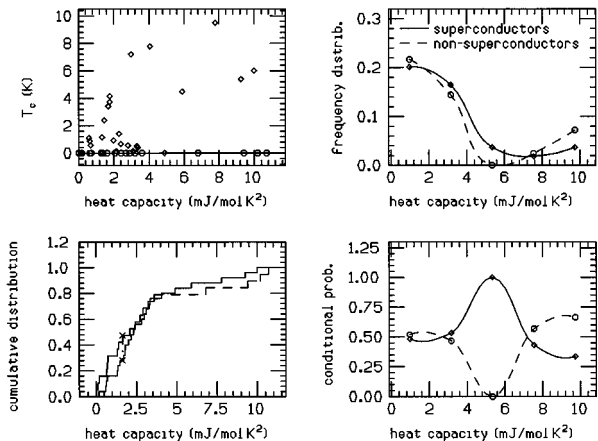 10
8
6
4
2
0
T_c (K)
0 2 4 6 8 10
heat capacity (mJ/mol K²)
0.3
0.2
0.1
0.0
frequency distrib.
superconductors
non-superconductors
0 2 4 6 8 10
heat capacity (mJ/mol K²)
1.2
1.0
0.8
0.6
0.4
0.2
0.0
cumulative distribution
0 2.5 5 7.5 10
heat capacity (mJ/mol K²)
1.25
1.00
0.75
0.50
0.25
0.00
conditional prob.
0 2 4 6 8 10
heat capacity (mJ/mol K²)